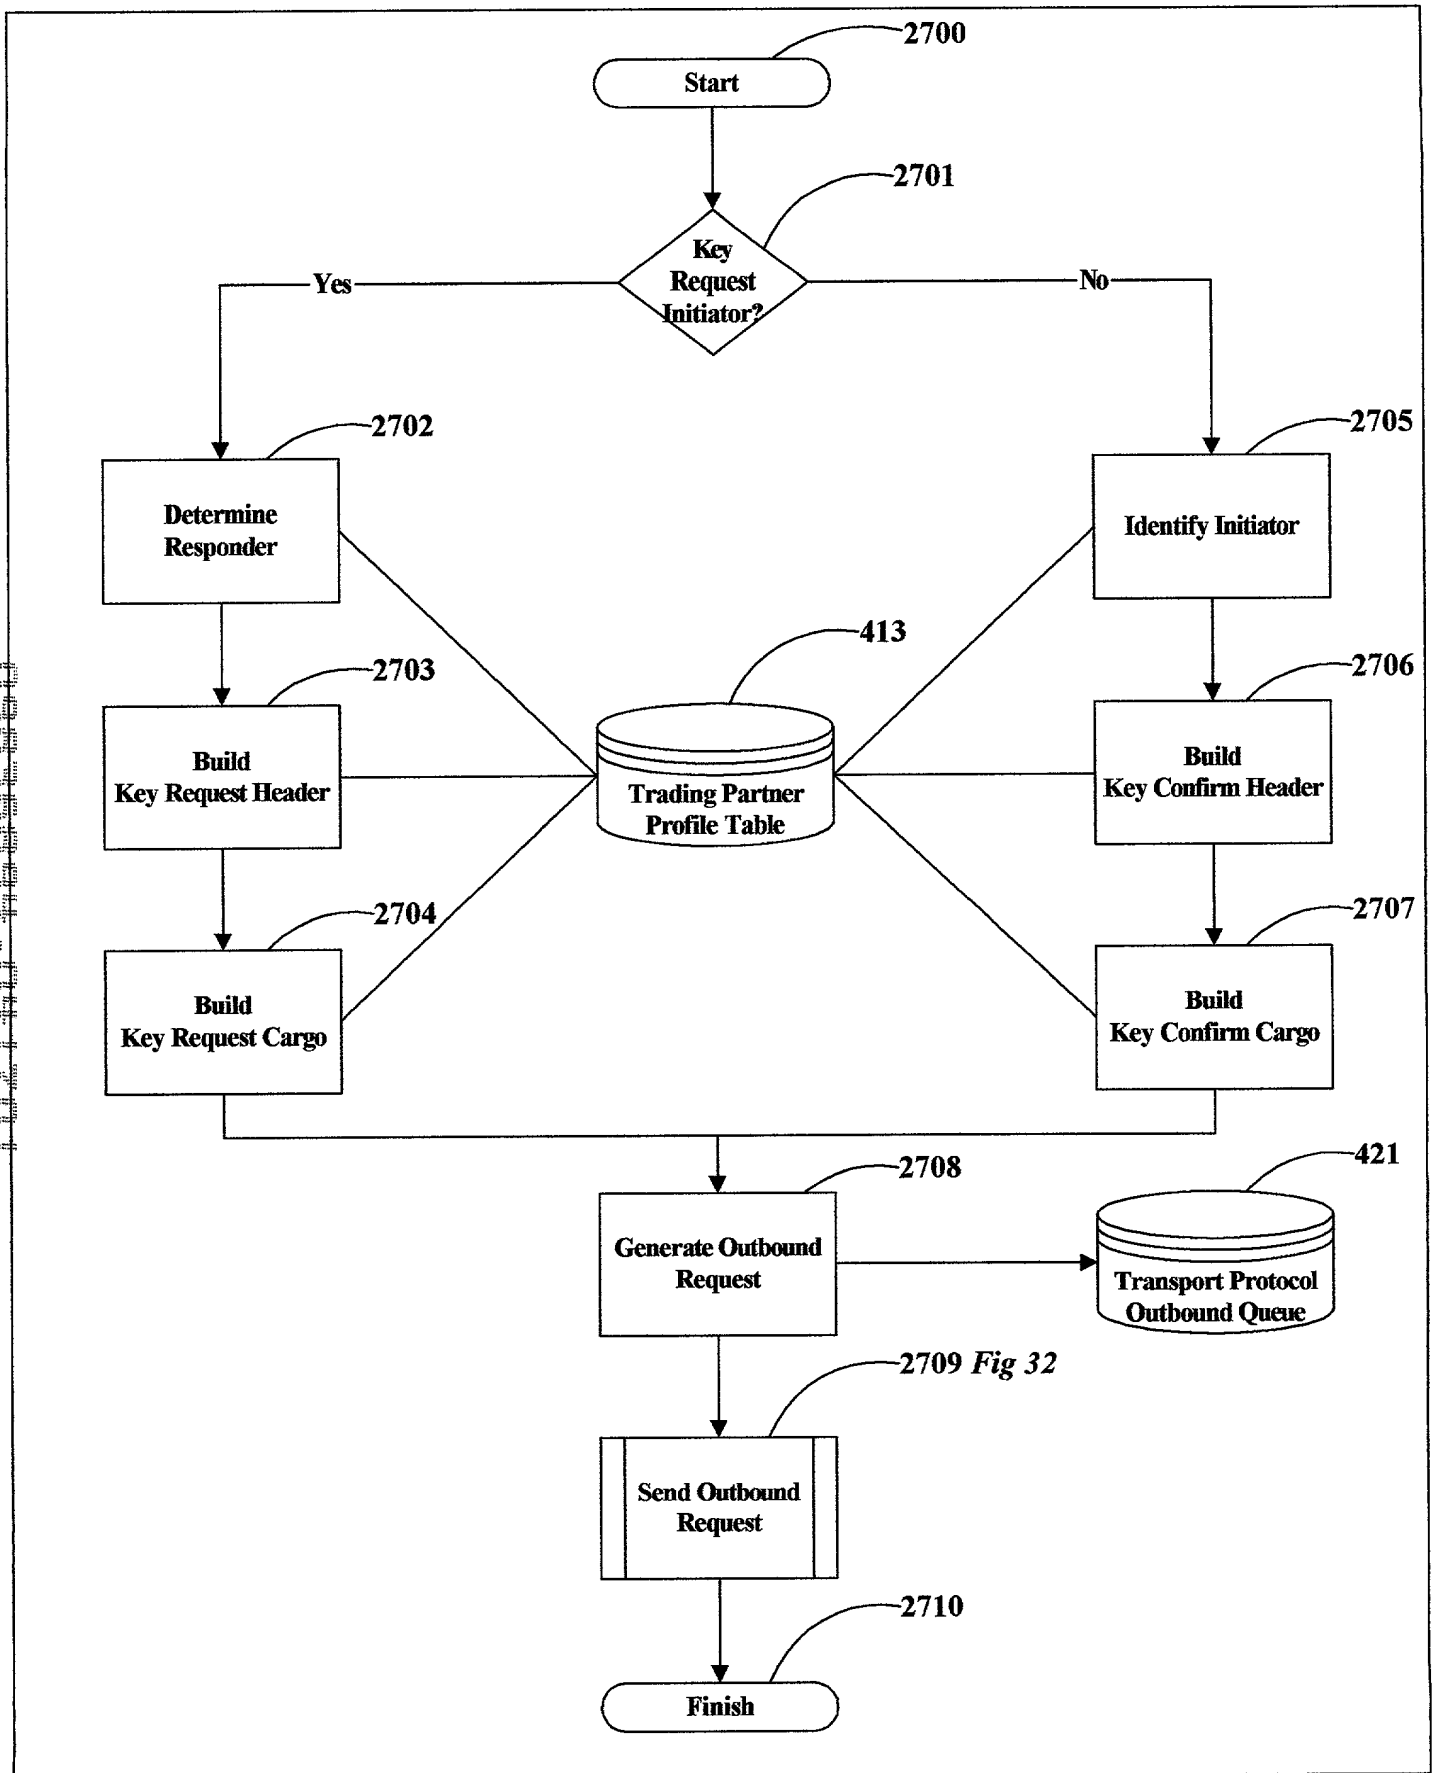 2700
Start
2701
Key
Request
Initiator?
Yes
No
2702
Determine
Responder
2705
Identify Initiator
413
Trading Partner
Profile Table
2703
Build
Key Request Header
2706
Build
Key Confirm Header
2704
Build
Key Request Cargo
2707
Build
Key Confirm Cargo
2708
Generate Outbound
Request
421
Transport Protocol
Outbound Queue
2709 Fig 32
Send Outbound
Request
2710
Finish